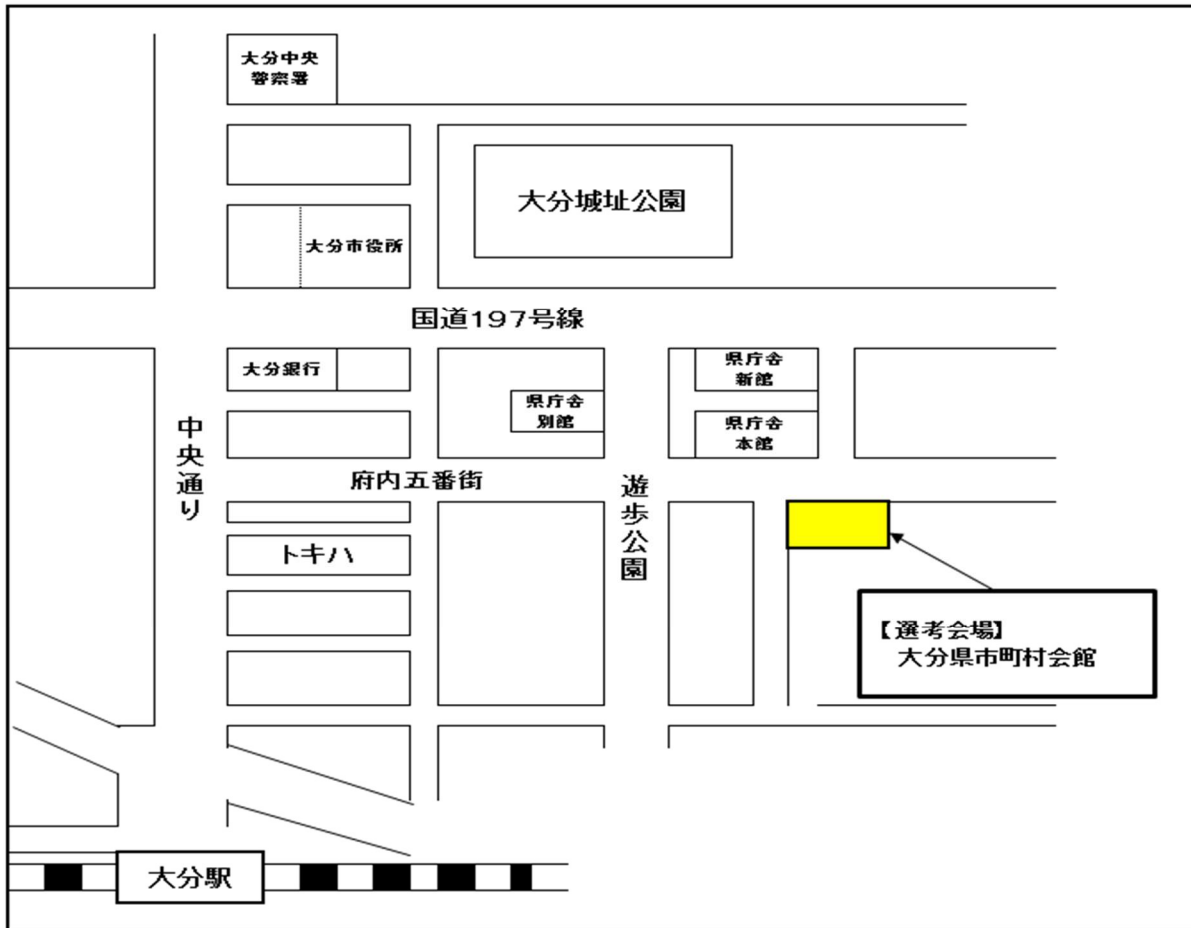 大分中央
警察署
大分城址公園
大分市役所
国道197号線
大分銀行
県庁舎
新館
県庁舎
別館
県庁舎
本館
中央通り
府内五番街
遊歩公園
トキハ
【選考会場】
大分県市町村会館
大分駅